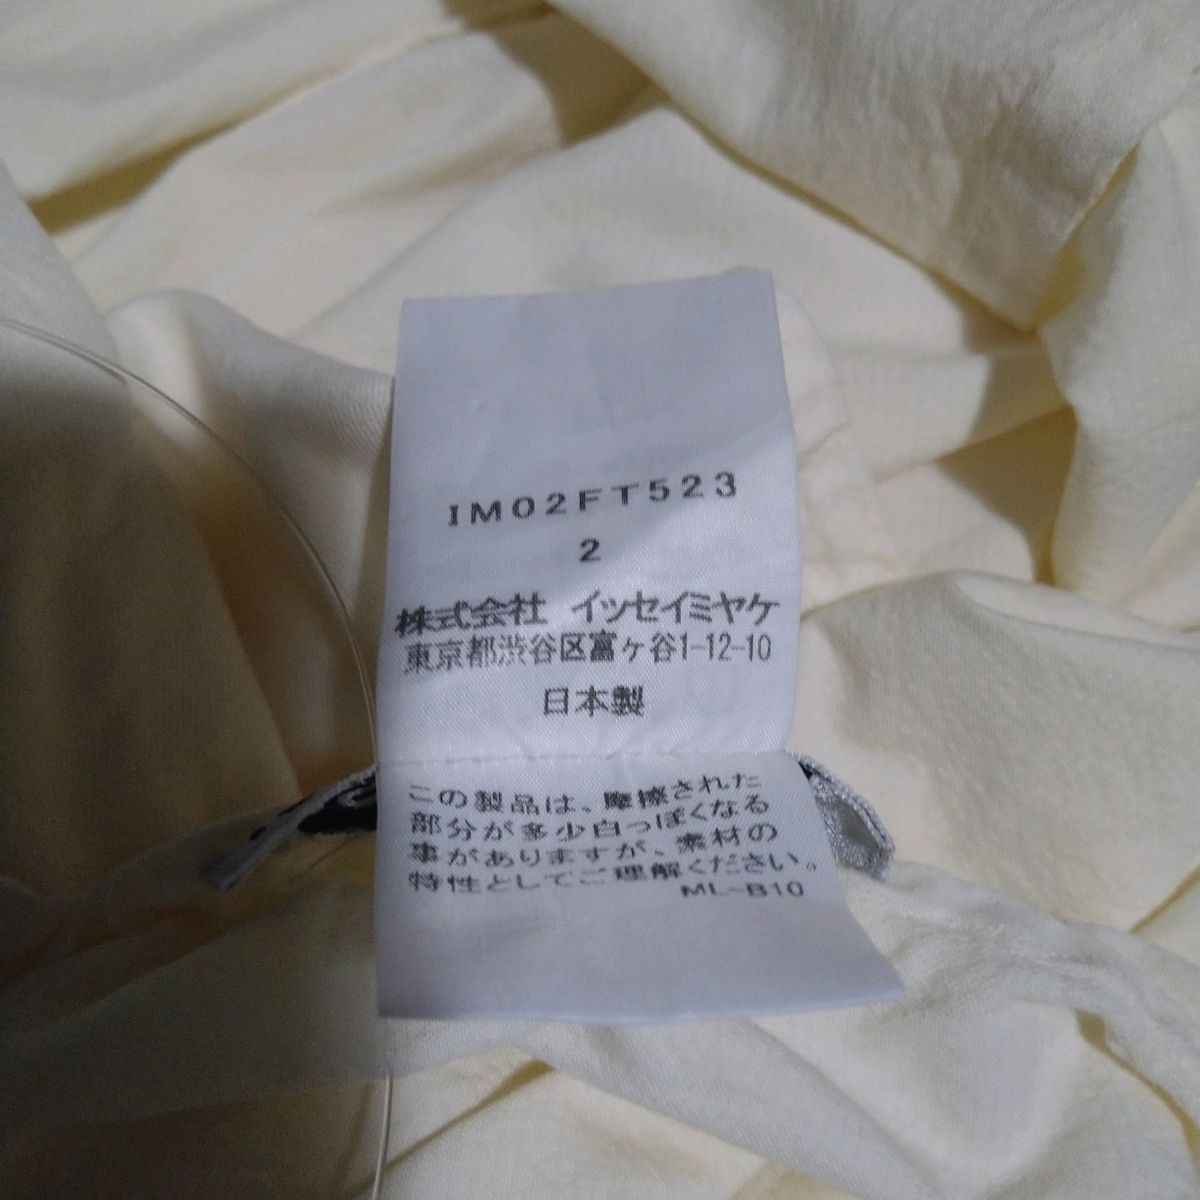 IM02FT523
2
株式会社 イッセイミヤケ
東京都渋谷区富ヶ谷1-12-10
日本製
この製品は、摩擦された
部分が多少白っぽくなる
事がありますが、素材の
特性としてご理解ください。
ML-B10